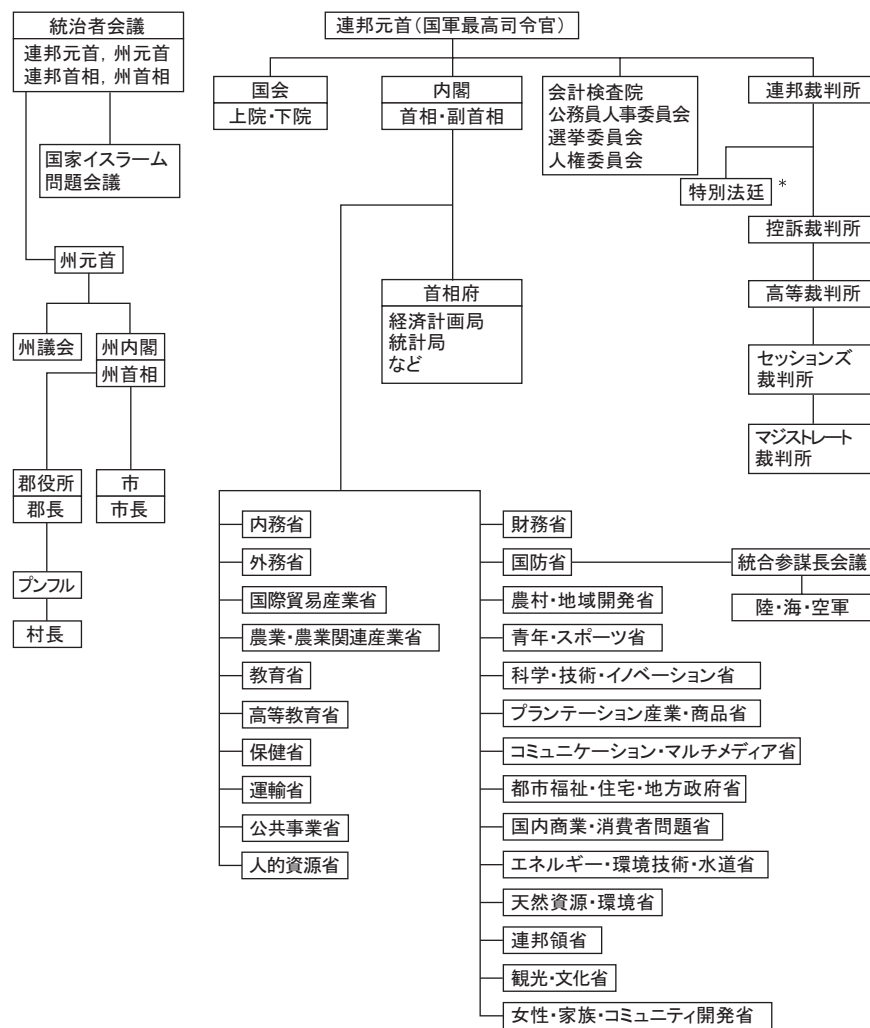 統治者会議
連邦元首，州元首
連邦首相，州首相
国家イスラーム
問題会議
州元首
州議会
州内閣
州首相
郡役所
郡長
市
市長
プンフル
村長
連邦元首（国軍最高司令官）
国会
上院・下院
内閣
首相・副首相
会計検査院
公務員人事委員会
選挙委員会
人権委員会
連邦裁判所
特別法廷 *
控訴裁判所
高等裁判所
セッションズ
裁判所
マジストレート
裁判所
首相府
経済計画局
統計局
など
内務省
外務省
国際貿易産業省
農業・農業関連産業省
教育省
高等教育省
保健省
運輸省
公共事業省
人的資源省
財務省
国防省
統合参謀長会議
陸・海・空軍
農村・地域開発省
青年・スポーツ省
科学・技術・イノベーション省
プランテーション産業・商品省
コミュニケーション・マルチメディア省
都市福祉・住宅・地方政府省
国内商業・消費者問題省
エネルギー・環境技術・水道省
天然資源・環境省
連邦領省
観光・文化省
女性・家族・コミュニティ開発省